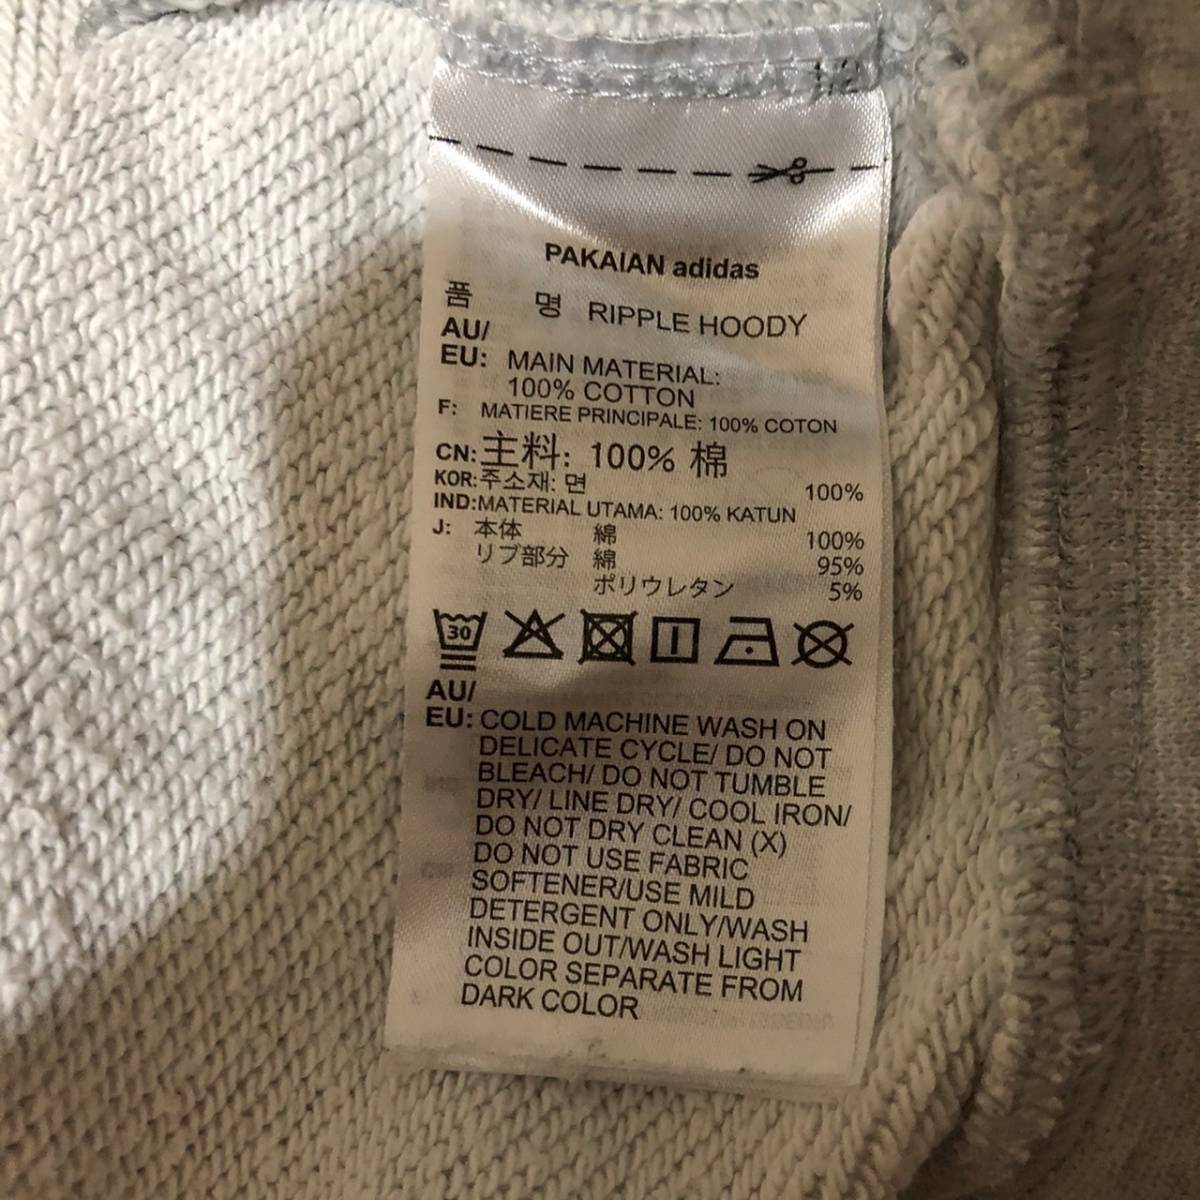 PAKAIAN adidas
품 명 RIPPLE HOODY
AU/
EU: MAIN MATERIAL:
100% COTTON
F: MATIERE PRINCIPALE: 100% COTON
CN: 主料: 100% 棉
KOR: 주소재: 면 100%
IND: MATERIAL UTAMA: 100% KATUN
J: 本体 綿 100%
リブ部分 綿 95%
ポリウレタン 5%
30
AU/
EU: COLD MACHINE WASH ON
DELICATE CYCLE/ DO NOT
BLEACH/ DO NOT TUMBLE
DRY/ LINE DRY/ COOL IRON/
DO NOT DRY CLEAN (X)
DO NOT USE FABRIC
SOFTENER/USE MILD
DETERGENT ONLY/WASH
INSIDE OUT/WASH LIGHT
COLOR SEPARATE FROM
DARK COLOR